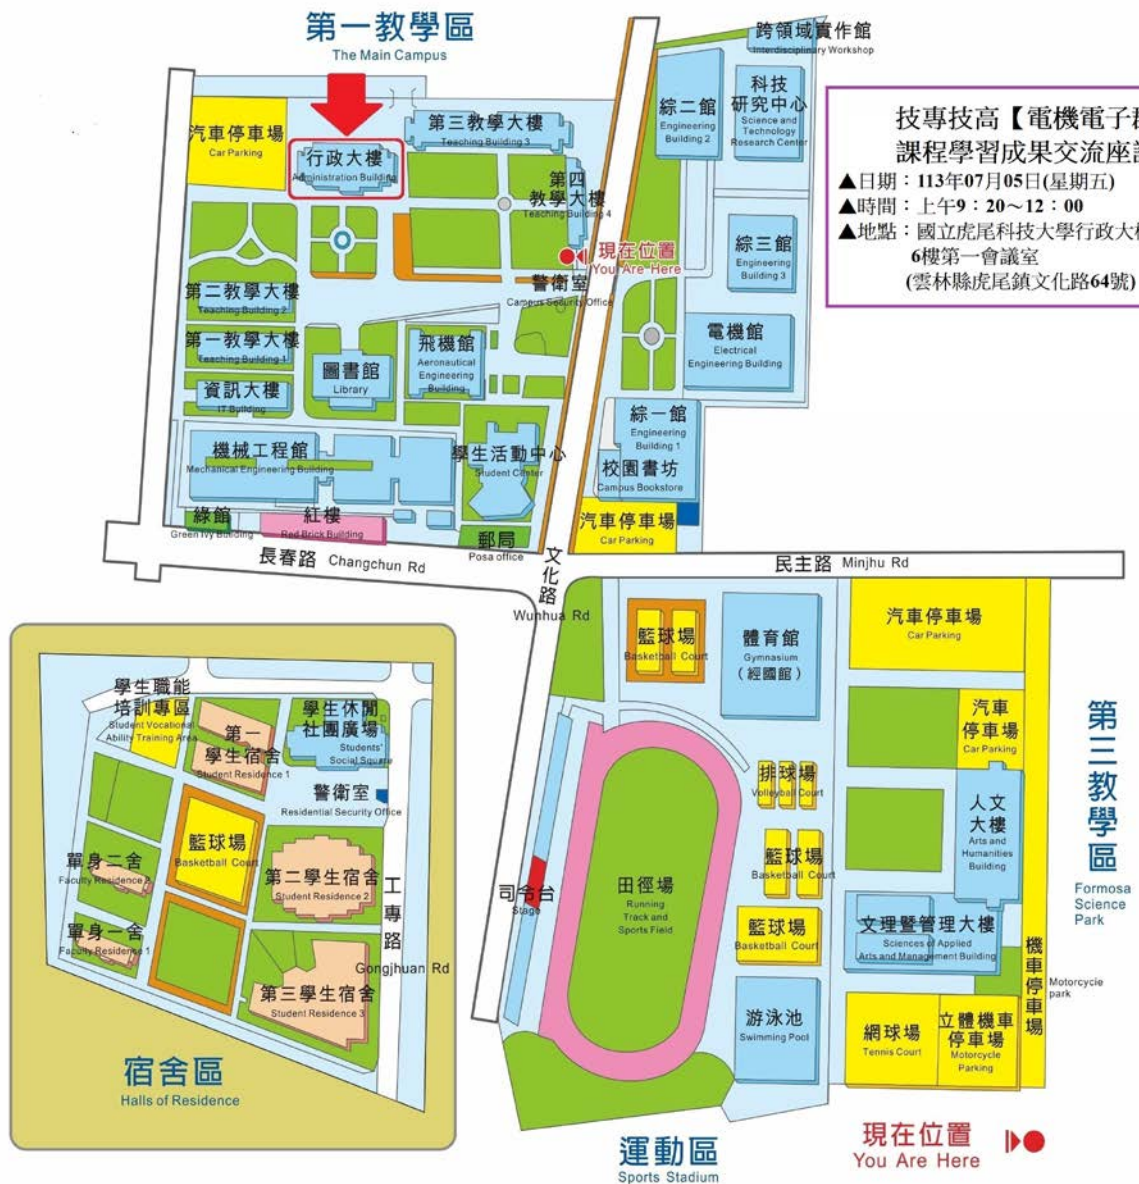 第一教學區
The Main Campus
跨領域實作館
Interdisciplinary Workshop
綜二館
Engineering
Building 2
科技
研究中心
Science and
Technology
Research Center
技專技高【電機電子群
課程學習成果交流座談
▲日期：113年07月05日(星期五)
▲時間：上午9：20～12：00
▲地點：國立虎尾科技大學行政大樓
6樓第一會議室
(雲林縣虎尾鎮文化路64號)
汽車停車場
Car Parking
行政大樓
Administration Building
第三教學大樓
Teaching Building 3
第四
教學大樓
Teaching Building 4
現在位置
You Are Here
警衛室
Campus Security Office
綜三館
Engineering
Building 3
第二教學大樓
Teaching Building 2
第一教學大樓
Teaching Building 1
資訊大樓
IT Building
圖書館
Library
飛機館
Aeronautical
Engineering
Building
電機館
Electrical
Engineering Building
機械工程館
Mechanical Engineering Building
學生活動中心
Student Center
綜一館
Engineering
Building 1
校園書坊
Campus Bookstore
汽車停車場
Car Parking
綠館
Green Ivy Building
紅樓
Red Brick Building
郵局
Posa office
長春路 Changchun Rd
文化路
Wunhua Rd
民主路 Minjhu Rd
學生職能
培訓專區
Student Vocational
Ability Training Area
第一
學生宿舍
Student Residence 1
學生休閒
社團廣場
Students'
Social Square
警衛室
Residential Security Office
籃球場
Basketball Court
單身二舍
Faculty Residence 2
第二學生宿舍
Student Residence 2
單身一舍
Faculty Residence 1
第三學生宿舍
Student Residence 3
工專路
Gongjhuan Rd
宿舍區
Halls of Residence
籃球場
Basketball Court
體育館
Gymnasium
(經國館)
汽車停車場
Car Parking
汽車
停車場
Car Parking
排球場
Volleyball Court
人文
大樓
Arts and
Humanities
Building
籃球場
Basketball Court
司令台
Stage
田徑場
Running
Track and
Sports Field
籃球場
Basketball Court
文理暨管理大樓
Sciences of Applied
Arts and Management Building
第三教學區
Formosa
Science
Park
機車停車場
Motorcycle
park
游泳池
Swimming Pool
網球場
Tennis Court
立體機車
停車場
Motorcycle
Parking
運動區
Sports Stadium
現在位置
You Are Here